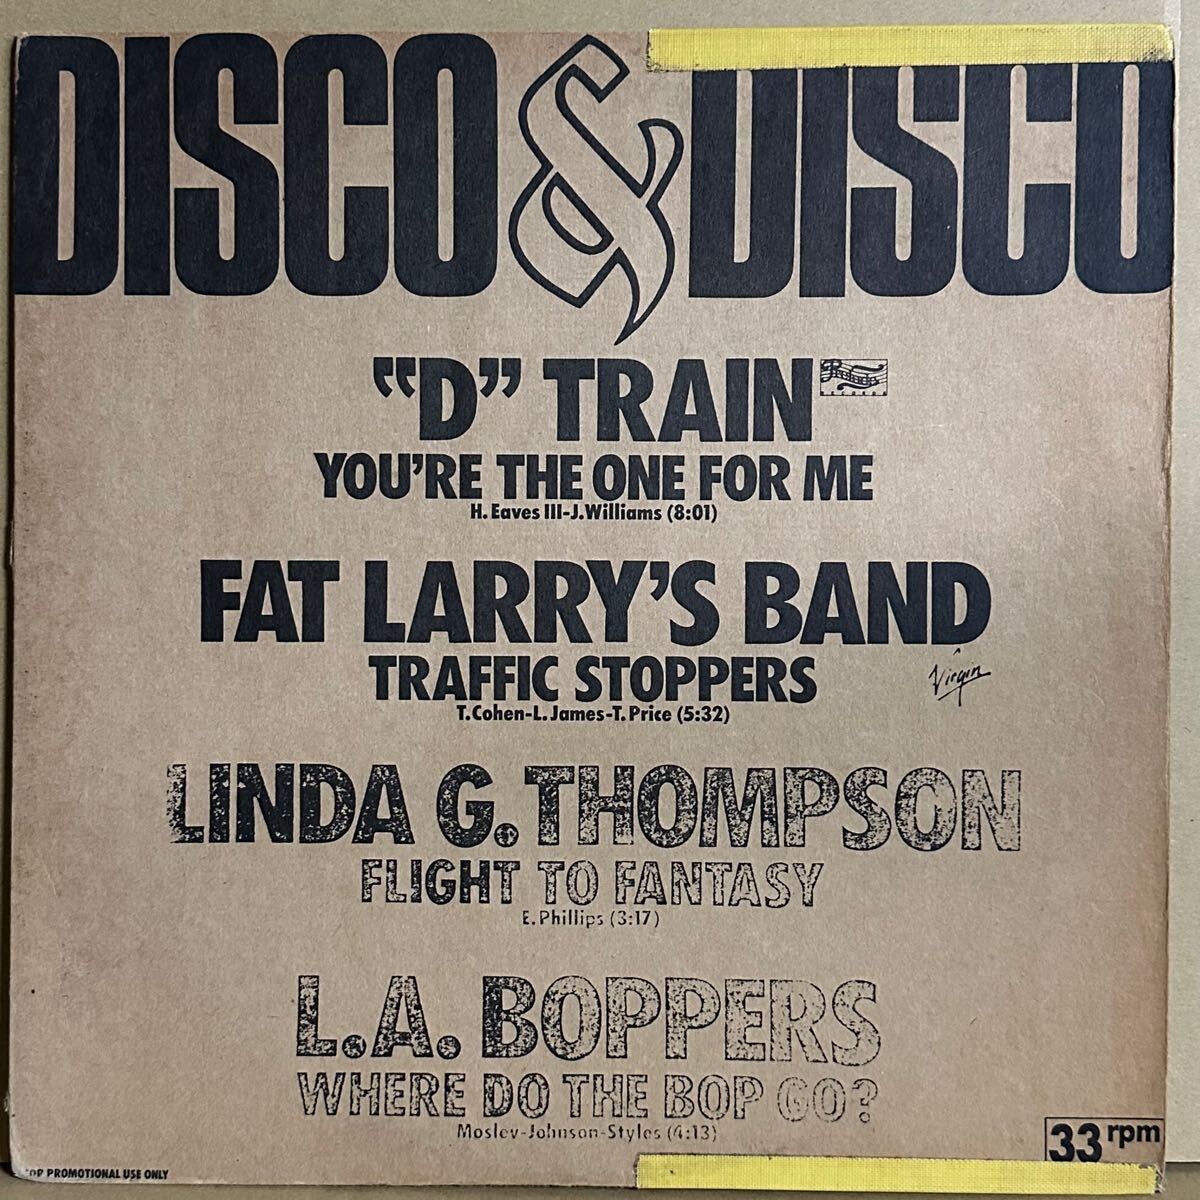 DISCO & DISCO
“D” TRAIN
YOU'RE THE ONE FOR ME
H. Eaves III-J. Williams (8:01)
FAT LARRY'S BAND
TRAFFIC STOPPERS
Virgin
T. Cohen-L. James-T. Price (5:32)
LINDA G. THOMPSON
FLIGHT TO FANTASY
E. Phillips (3:17)
L.A. BOPPERS
WHERE DO THE BOP GO?
Mosley-Johnson-Styles (4:13)
33 rpm
PROMOTIONAL USE ONLY